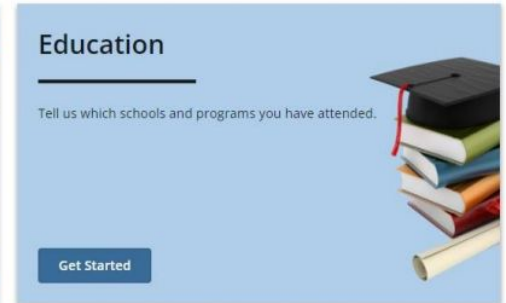 Education
Tell us which schools and programs you have attended.
Get Started